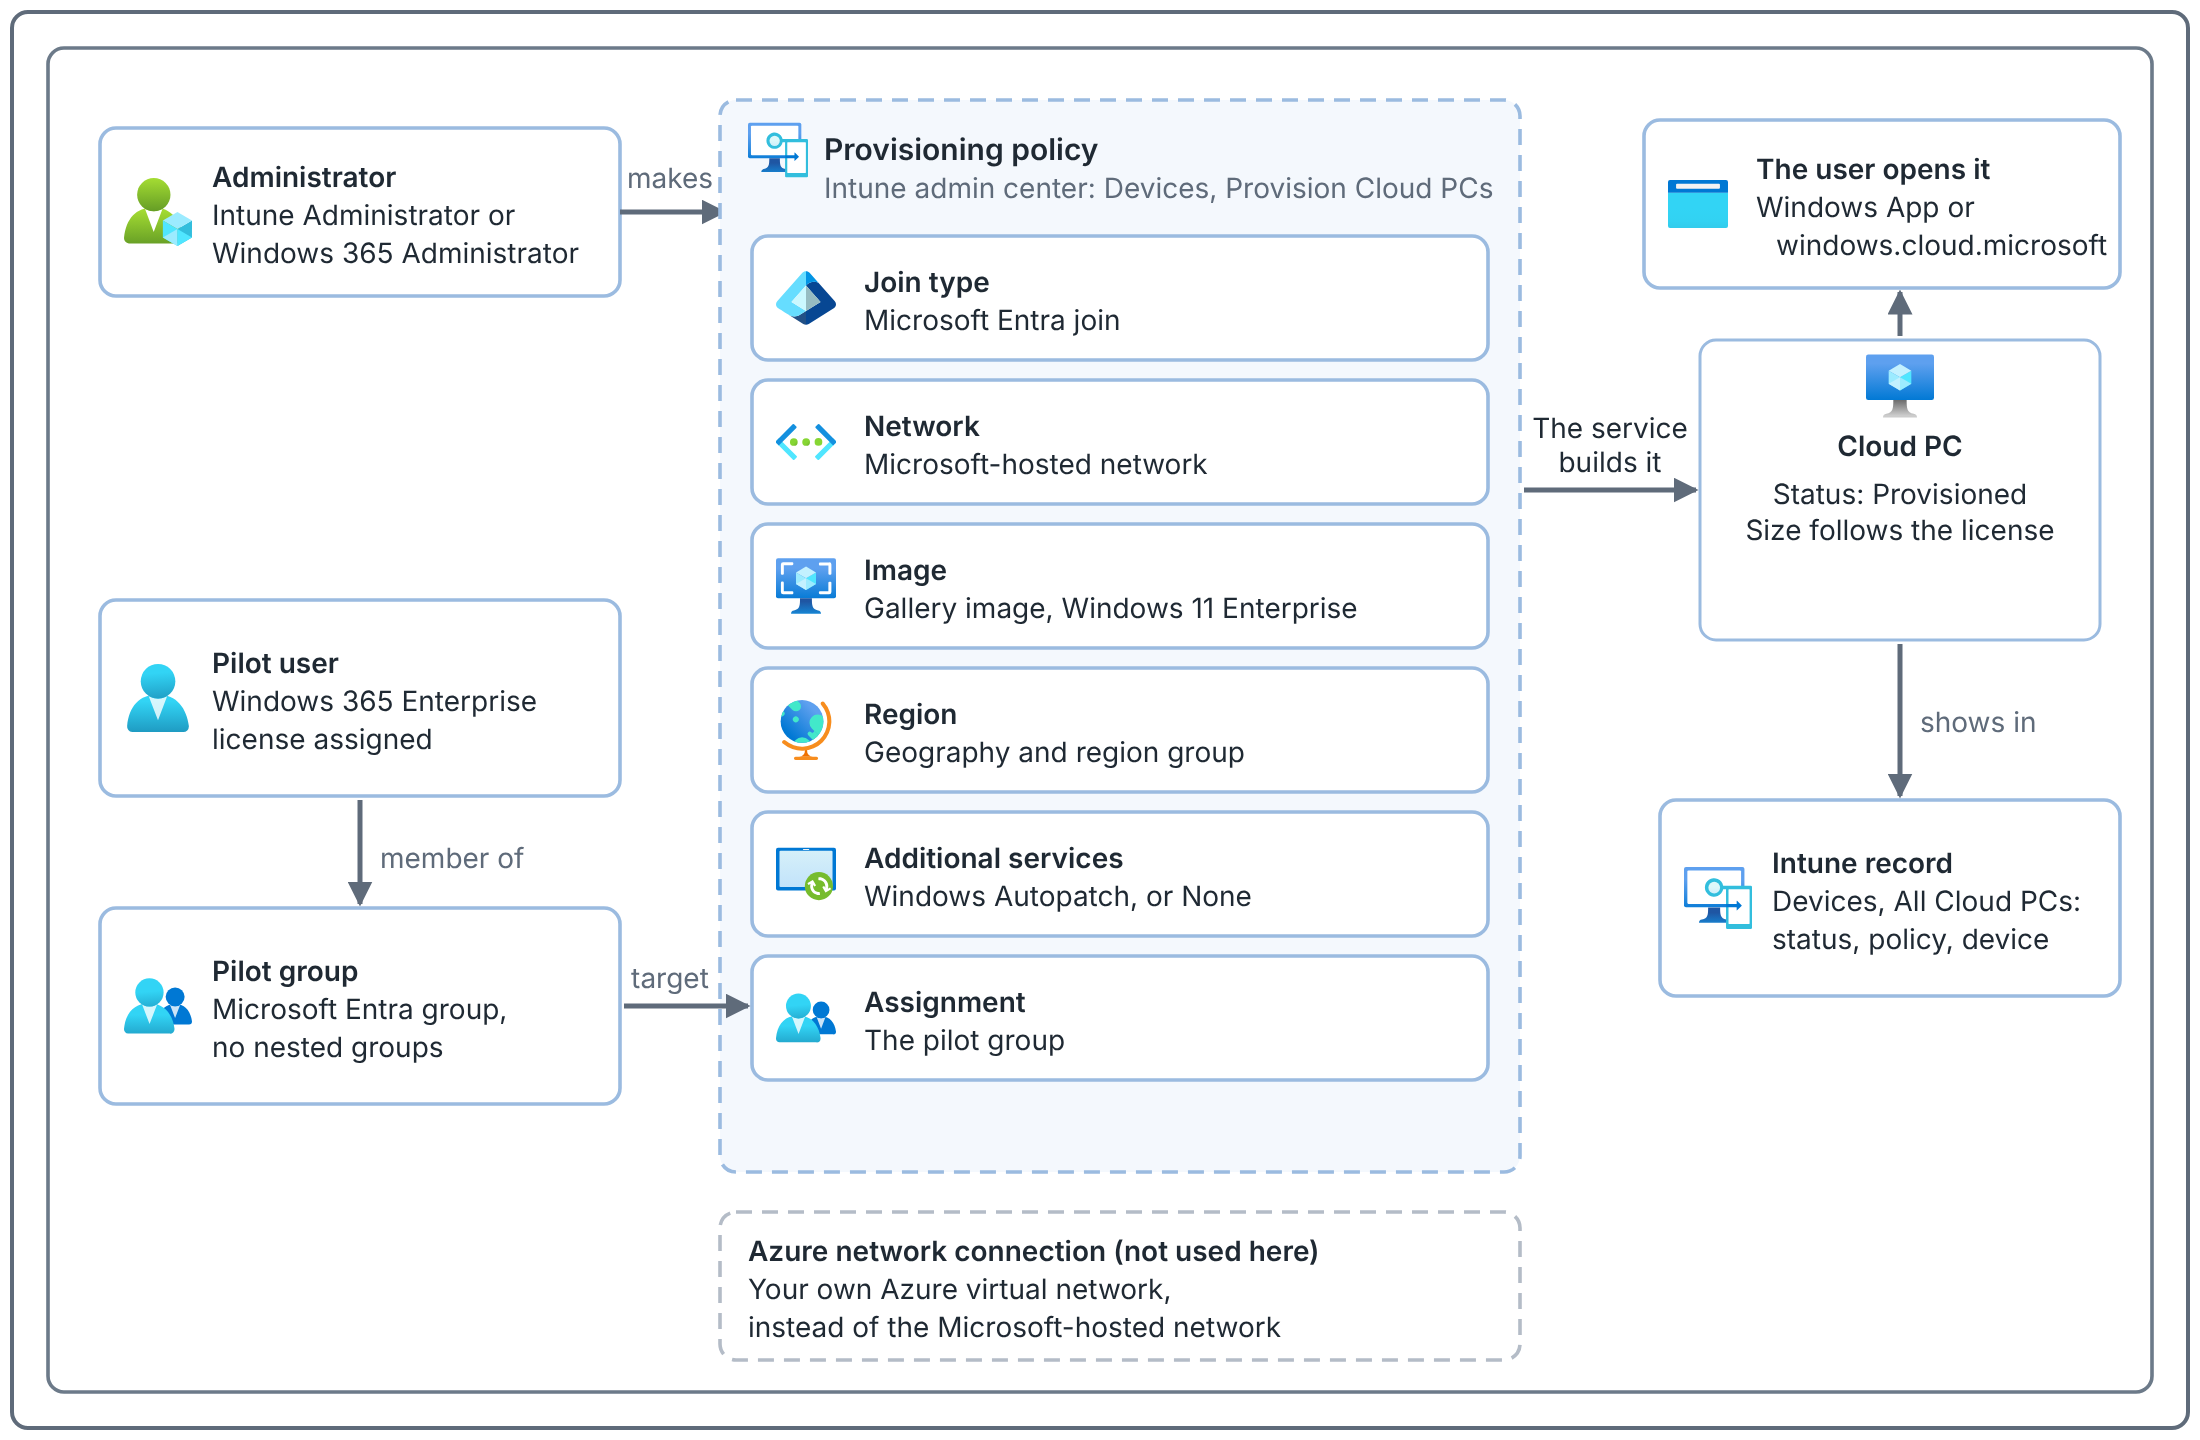 Administrator
Intune Administrator or
Windows 365 Administrator
makes
Provisioning policy
Intune admin center: Devices, Provision Cloud PCs
Join type
Microsoft Entra join
Network
Microsoft-hosted network
Image
Gallery image, Windows 11 Enterprise
Region
Geography and region group
Additional services
Windows Autopatch, or None
Assignment
The pilot group
Pilot user
Windows 365 Enterprise
license assigned
member of
Pilot group
Microsoft Entra group,
no nested groups
target
The service
builds it
The user opens it
Windows App or
windows.cloud.microsoft
Cloud PC
Status: Provisioned
Size follows the license
shows in
Intune record
Devices, All Cloud PCs:
status, policy, device
Azure network connection (not used here)
Your own Azure virtual network,
instead of the Microsoft-hosted network